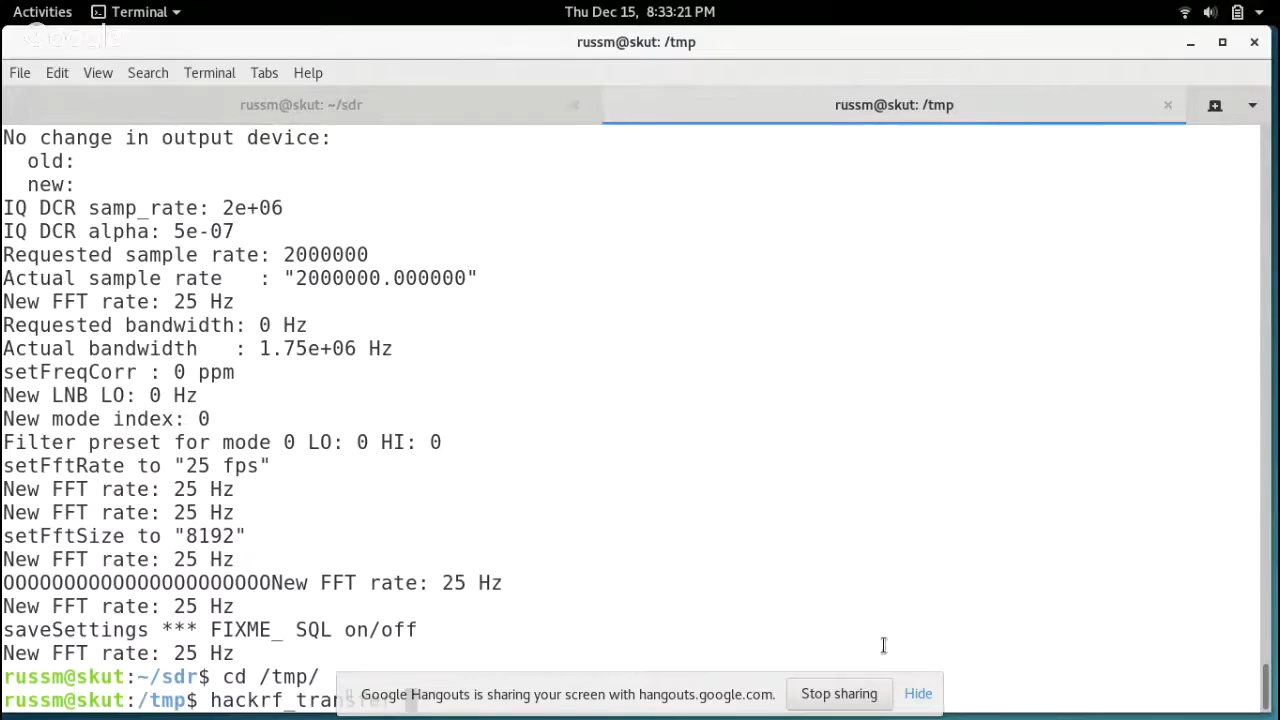 Activities Terminal Thu Dec 15, 8:33:21 PM
Google
russm@skut: /tmp
File Edit View Search Terminal Tabs Help
russm@skut: ~/sdr russm@skut: /tmp
No change in output device:
old:
new:
IQ DCR samp_rate: 2e+06
IQ DCR alpha: 5e-07
Requested sample rate: 2000000
Actual sample rate : "2000000.000000"
New FFT rate: 25 Hz
Requested bandwidth: 0 Hz
Actual bandwidth : 1.75e+06 Hz
setFreqCorr : 0 ppm
New LNB LO: 0 Hz
New mode index: 0
Filter preset for mode 0 LO: 0 HI: 0
setFftRate to "25 fps"
New FFT rate: 25 Hz
New FFT rate: 25 Hz
setFftSize to "8192"
New FFT rate: 25 Hz
OOOOOOOOOOOOOOOOOOOOOONew FFT rate: 25 Hz
New FFT rate: 25 Hz
saveSettings *** FIXME_ SQL on/off
New FFT rate: 25 Hz
russm@skut:~/sdr$ cd /tmp/
russm@skut:/tmp$ hackrf_transfer
Google Hangouts is sharing your screen with hangouts.google.com. Stop sharing Hide